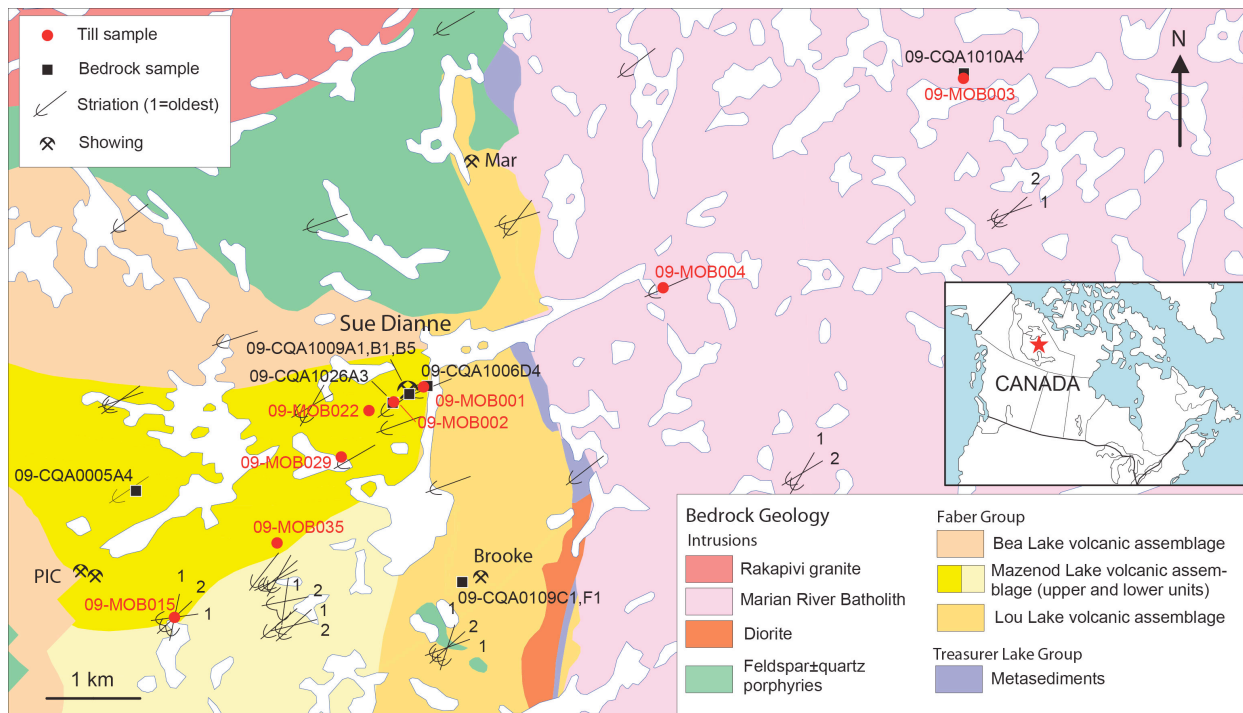 Till sample
Bedrock sample
Striation (1=oldest)
Showing
09-CQA1010A4
09-MOB003
N
Mar
2
1
09-MOB004
Sue Dianne
09-CQA1009A1,B1,B5
09-CQA1026A3
09-CQA1006D4
09-MOB001
09-MOB022
09-MOB002
CANADA
1
2
09-MOB029
09-CQA0005A4
09-MOB035
PIC
Brooke
09-CQA0109C1,F1
1
2
09-MOB015
1
1
2
1
2
1
2
1
1 km
Bedrock Geology
Intrusions
Rakapivi granite
Marian River Batholith
Diorite
Feldspar±quartz
porphyries
Faber Group
Bea Lake volcanic assemblage
Mazenod Lake volcanic assem-
blage (upper and lower units)
Lou Lake volcanic assemblage
Treasurer Lake Group
Metasediments